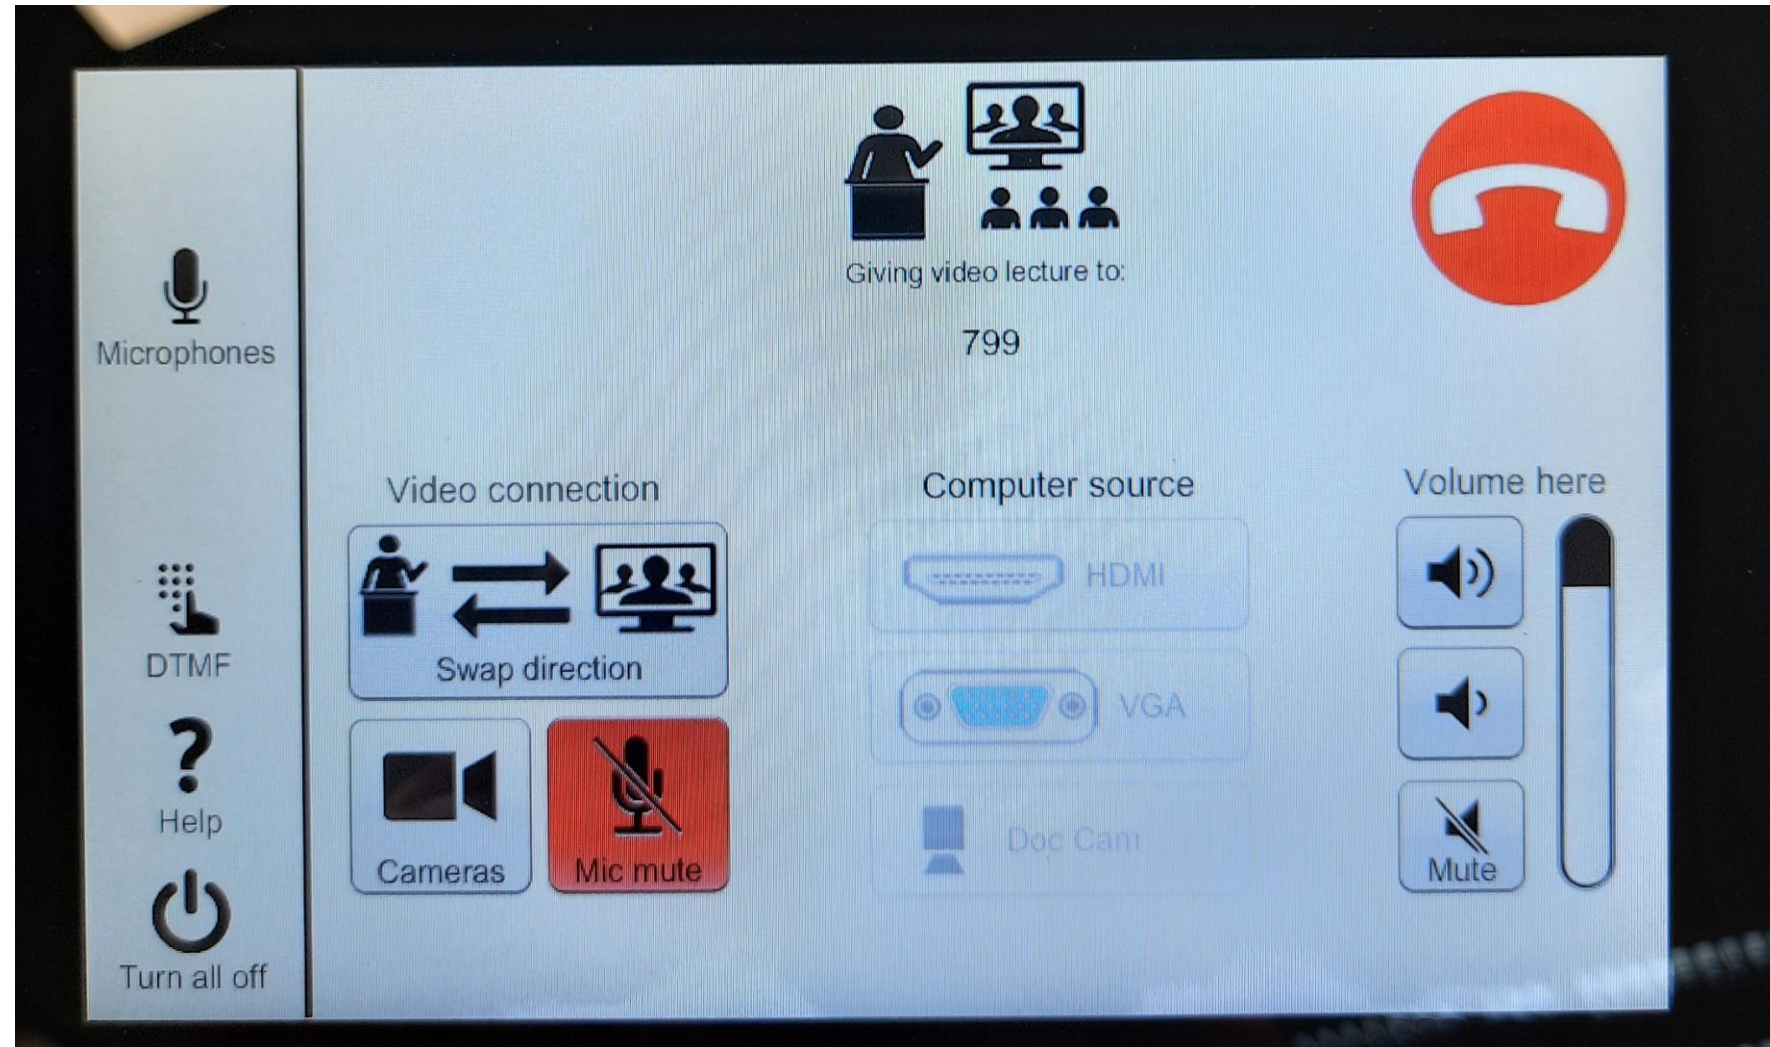 Giving video lecture to:
799
Microphones
DTMF
Help
Turn all off
Video connection
Swap direction
Cameras
Mic mute
Computer source
HDMI
VGA
Doc Cam
Volume here
Mute